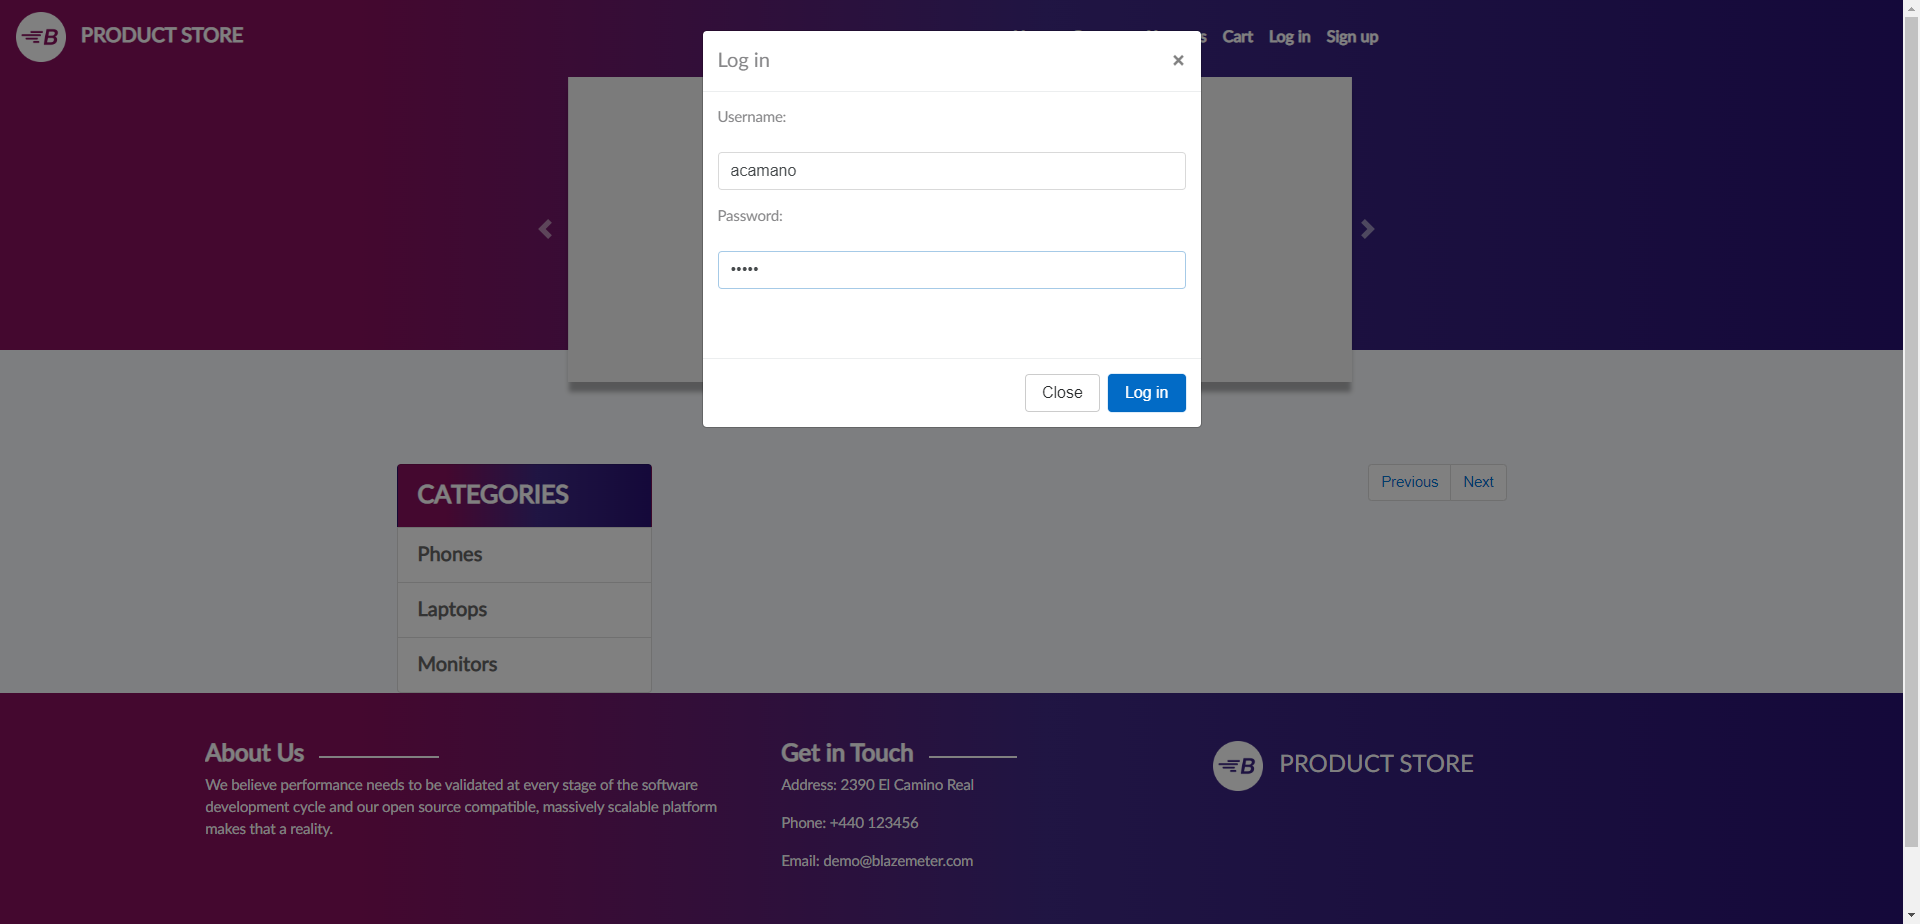 PRODUCT STORE
Cart Log in Sign up
Log in
×
Username:
acamano
Password:
•••••
Close Log in
CATEGORIES
Phones
Laptops
Monitors
Previous Next
About Us
We believe performance needs to be validated at every stage of the software
development cycle and our open source compatible, massively scalable platform
makes that a reality.
Get in Touch
Address: 2390 El Camino Real
Phone: +440 123456
Email: demo@blazemeter.com
B PRODUCT STORE